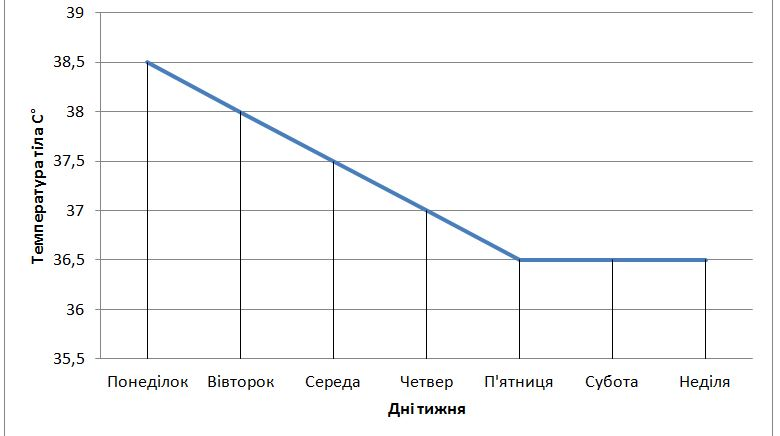 39
38,5
38
37,5
37
36,5
36
35,5
Температура тіла С˚
Понеділок Вівторок Середа Четвер П'ятниця Субота Неділя
Дні тижня